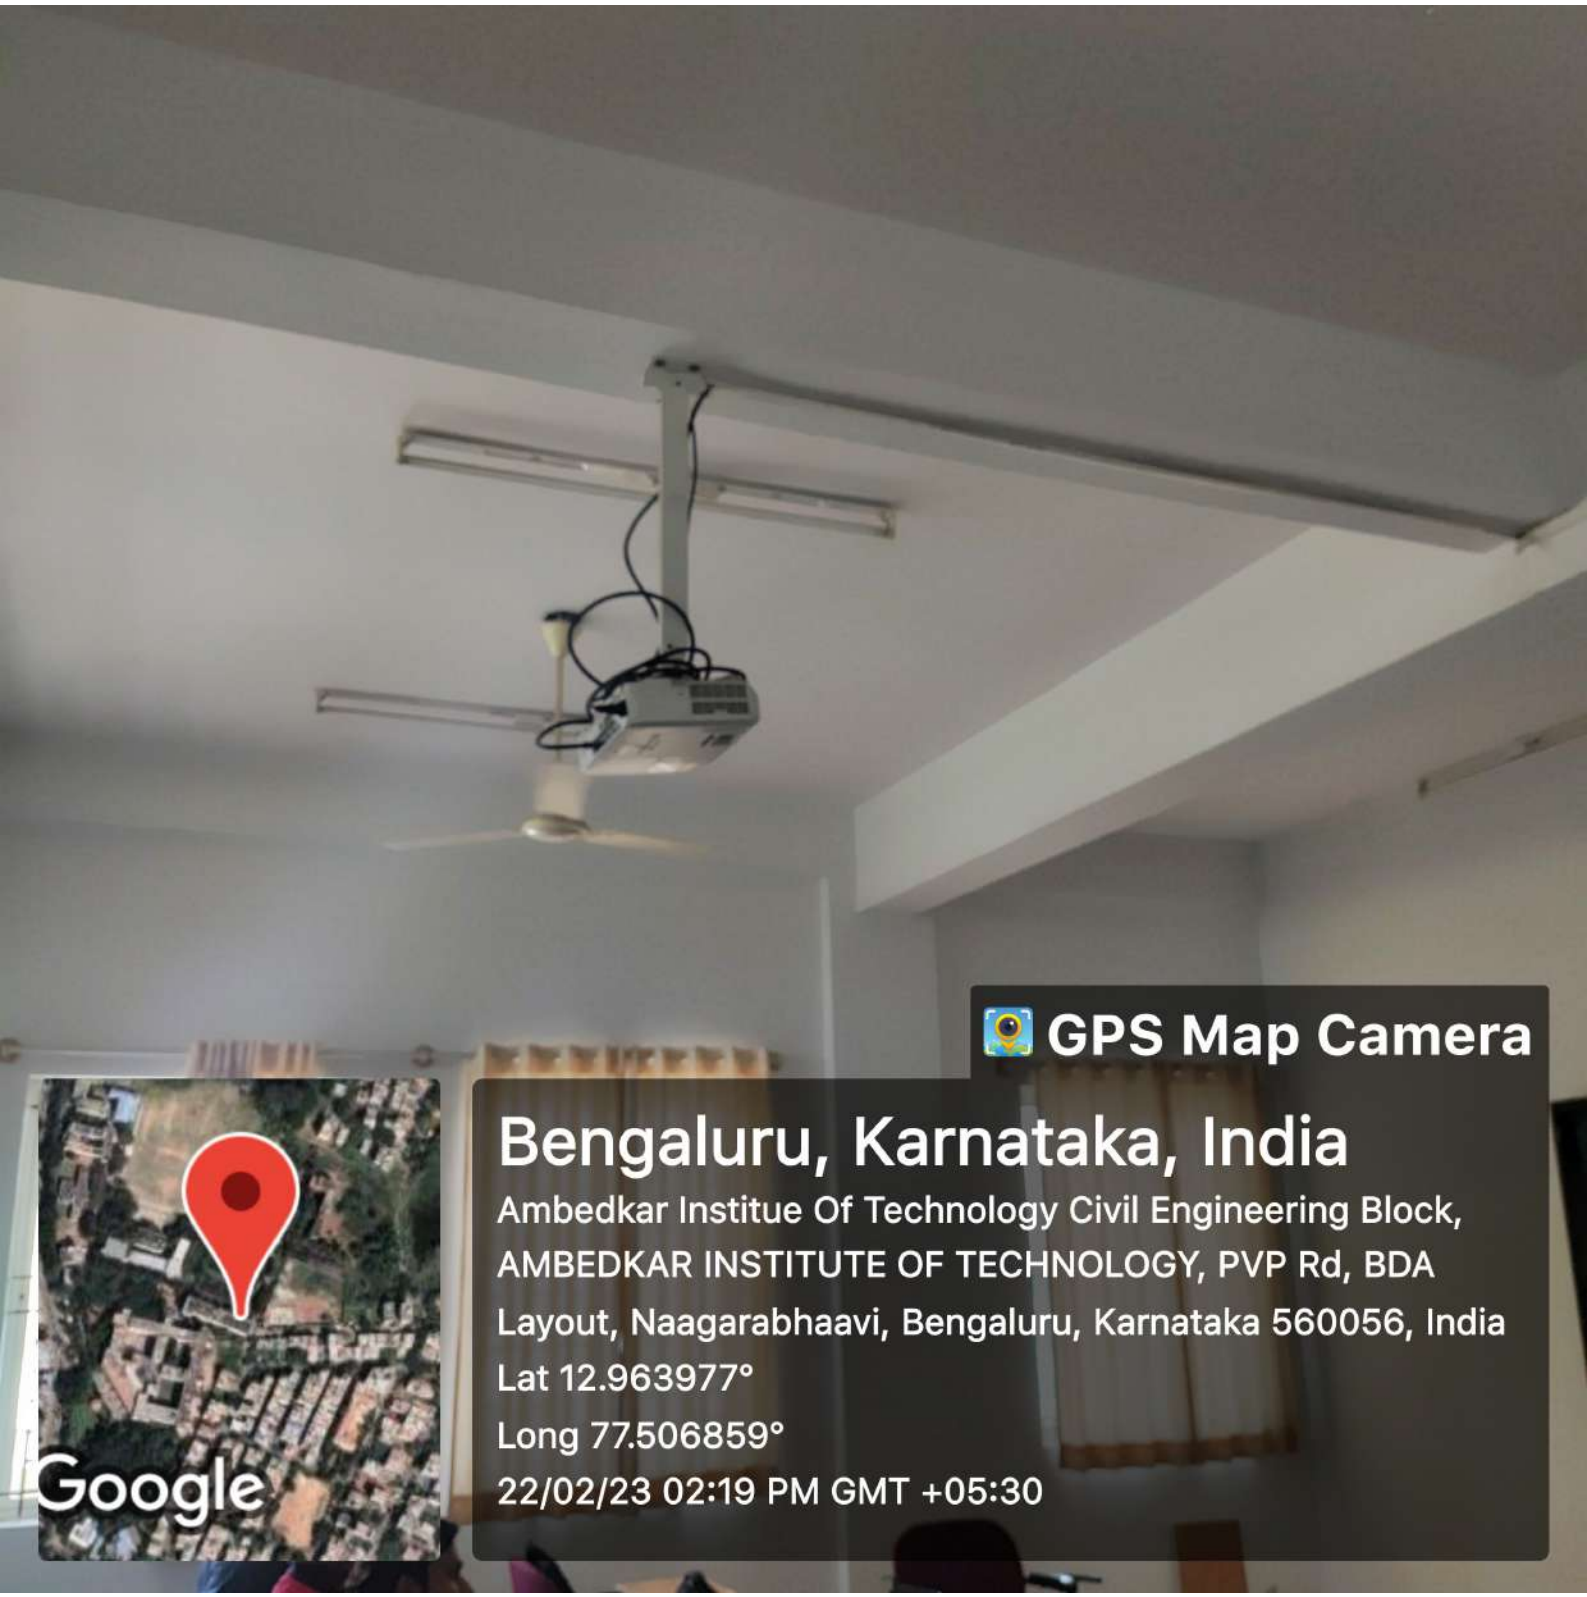 GPS Map Camera
Bengaluru, Karnataka, India
Ambedkar Institue Of Technology Civil Engineering Block,
AMBEDKAR INSTITUTE OF TECHNOLOGY, PVP Rd, BDA
Layout, Naagarabhaavi, Bengaluru, Karnataka 560056, India
Lat 12.963977°
Long 77.506859°
22/02/23 02:19 PM GMT +05:30
Google